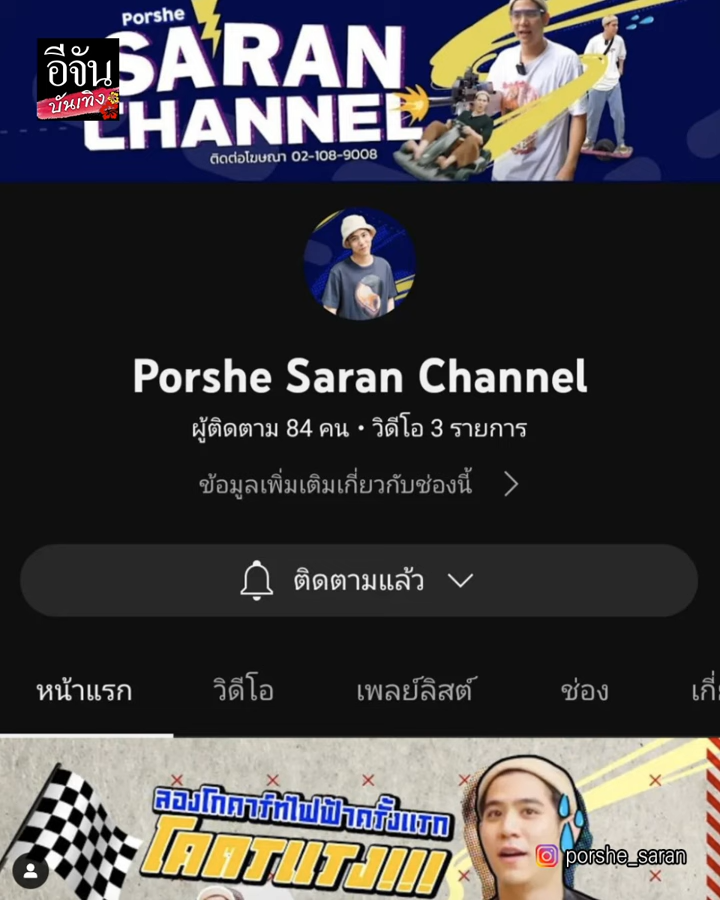 Porshe
SARAN
CHANNEL
อีจัน
บันเทิง
ติดต่อโฆษณา 02-108-9008
Porshe Saran Channel
ผู้ติดตาม 84 คน • วิดีโอ 3 รายการ
ข้อมูลเพิ่มเติมเกี่ยวกับช่องนี้
ติดตามแล้ว
หน้าแรก วิดีโอ เพลย์ลิสต์ ช่อง
ลองโกคาร์ทไฟฟ้าครั้งแรก
โคตรแรง!!!
porshe_saran